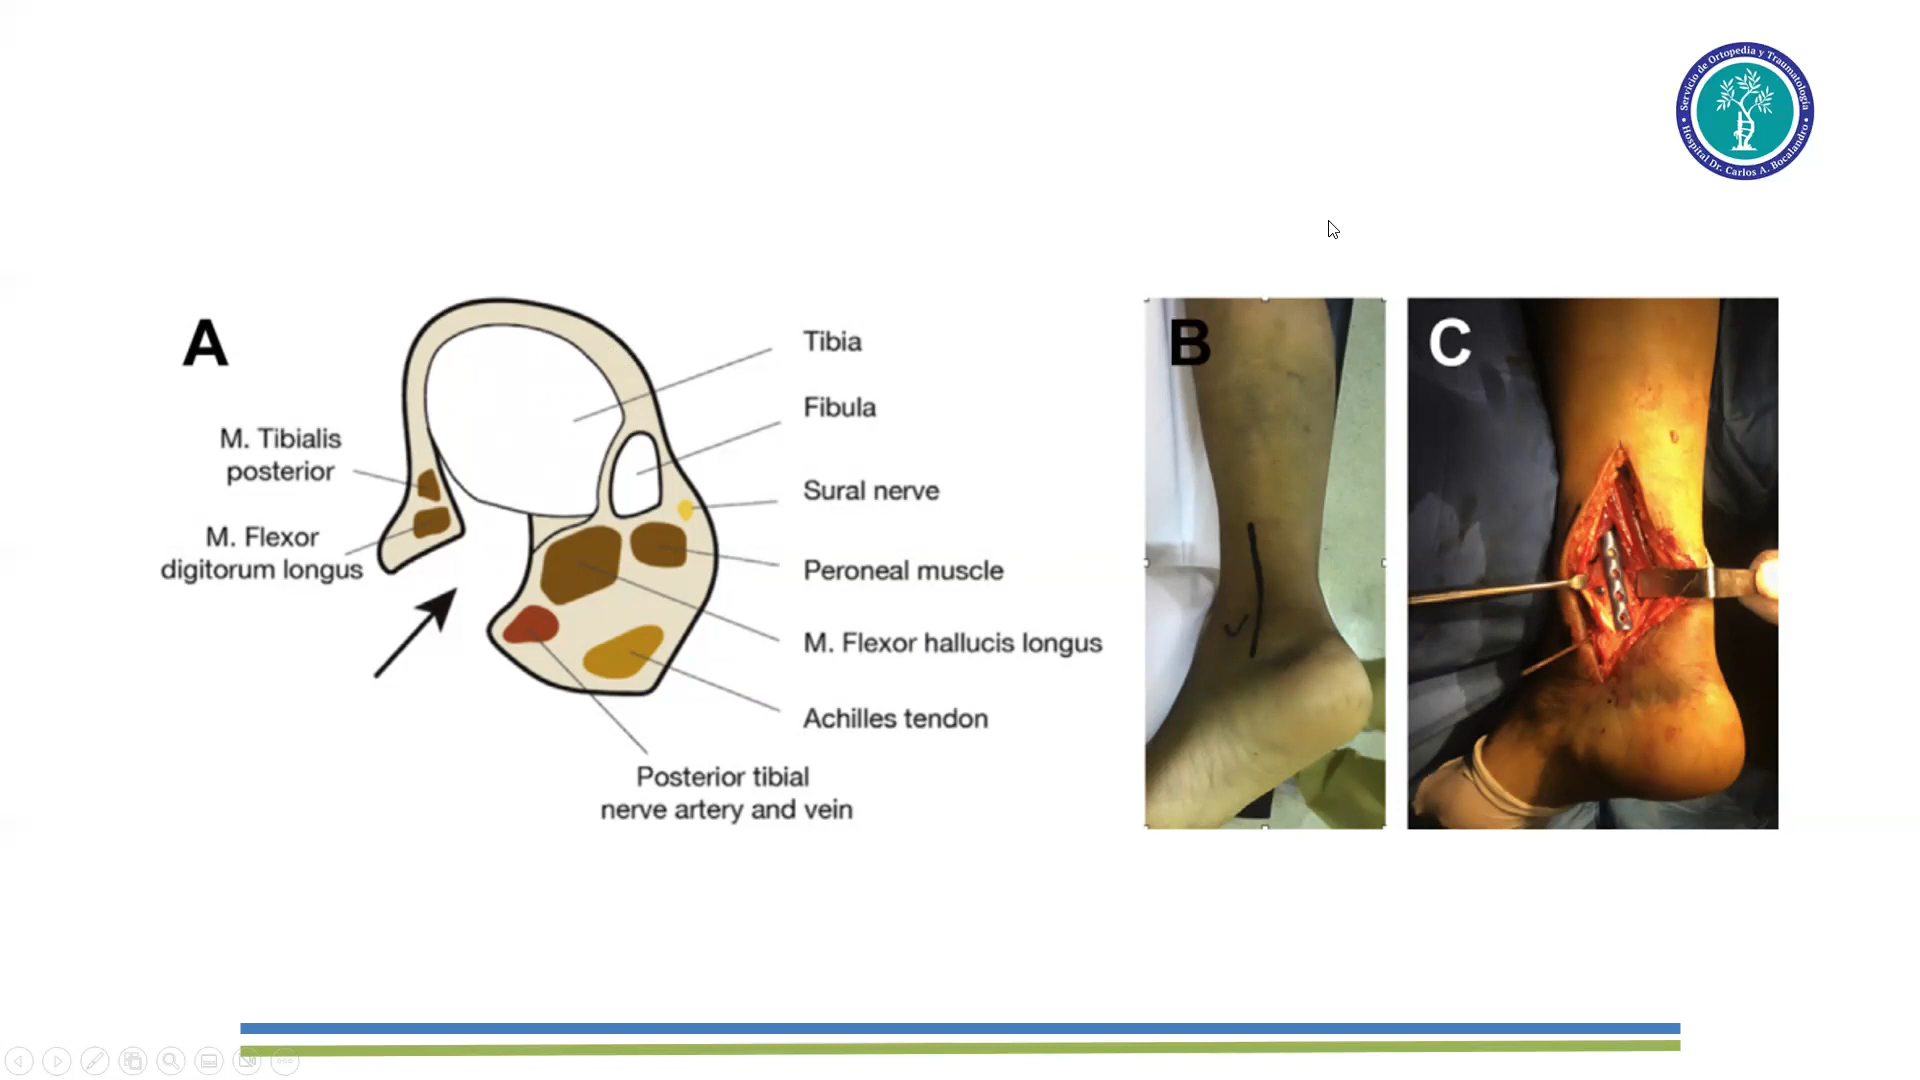 Servicio de Ortopedia y Traumatología
Hospital Dr. Carlos A. Bocalandro
A
B
C
Tibia
Fibula
M. Tibialis
posterior
Sural nerve
M. Flexor
digitorum longus
Peroneal muscle
M. Flexor hallucis longus
Achilles tendon
Posterior tibial
nerve artery and vein